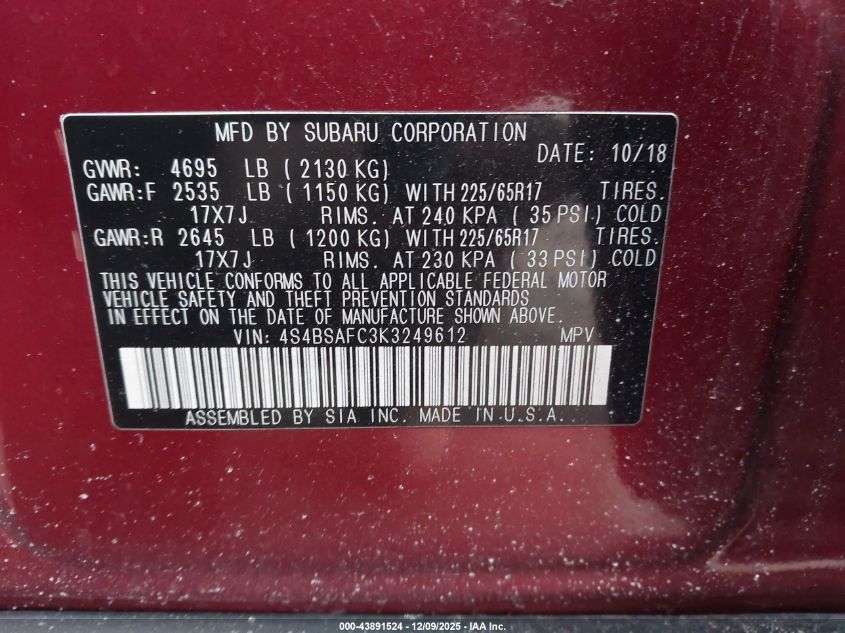 MFD BY SUBARU CORPORATION
DATE: 10/18
GVWR: 4695 LB ( 2130 KG)
GAWR:F 2535 LB ( 1150 KG) WITH 225/65R17 TIRES.
17X7J RIMS. AT 240 KPA ( 35 PSI) COLD
GAWR:R 2645 LB ( 1200 KG) WITH 225/65R17 TIRES.
17X7J RIMS. AT 230 KPA ( 33 PSI) COLD
THIS VEHICLE CONFORMS TO ALL APPLICABLE FEDERAL MOTOR
VEHICLE SAFETY AND THEFT PREVENTION STANDARDS
IN EFFECT ON THE DATE OF MANUFACTURE SHOWN ABOVE.
VIN: 4S4BSAFC3K3249612 MPV
ASSEMBLED BY SIA INC. MADE IN U.S.A.
000-43891524 - 12/09/2025 - IAA Inc.